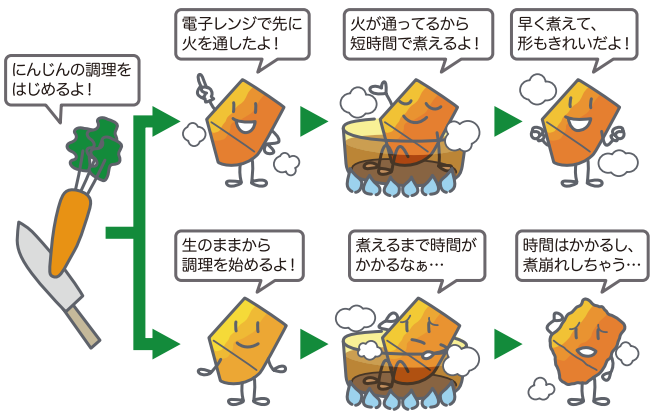 にんじんの調理を
はじめるよ！
電子レンジで先に
火を通したよ！
火が通ってるから
短時間で煮えるよ！
早く煮えて、
形もきれいだよ！
生のままから
調理を始めるよ！
煮えるまで時間が
かかるなぁ…
時間はかかるし、
煮崩れしちゃう…